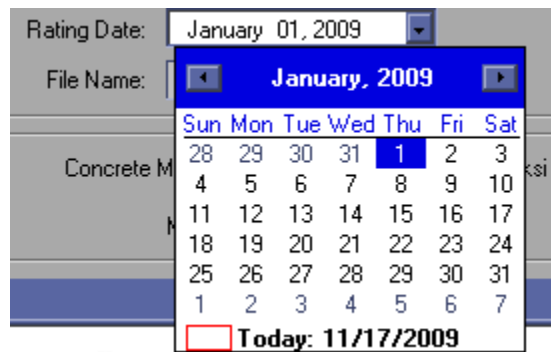 Rating Date: January 01, 2009
File Name:
January, 2009
Sun Mon Tue Wed Thu Fri Sat
28 29 30 31 1 2 3
4 5 6 7 8 9 10
Concrete M ksi
11 12 13 14 15 16 17
18 19 20 21 22 23 24
25 26 27 28 29 30 31
1 2 3 4 5 6 7
Today: 11/17/2009